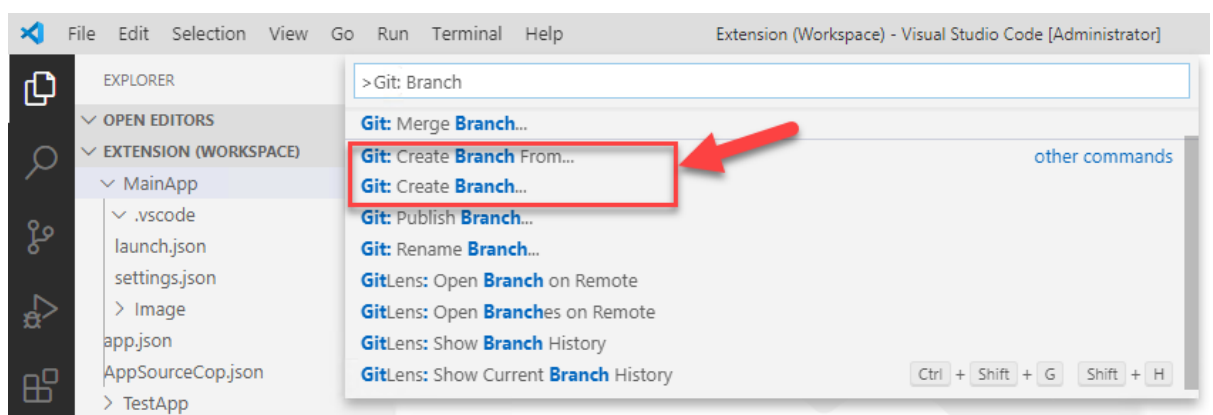 File Edit Selection View Go Run Terminal Help Extension (Workspace) - Visual Studio Code [Administrator]
EXPLORER
OPEN EDITORS
EXTENSION (WORKSPACE)
MainApp
.vscode
launch.json
settings.json
Image
app.json
AppSourceCop.json
TestApp
>Git: Branch
Git: Merge Branch...
Git: Create Branch From... other commands
Git: Create Branch...
Git: Publish Branch...
Git: Rename Branch...
GitLens: Open Branch on Remote
GitLens: Open Branches on Remote
GitLens: Show Branch History
GitLens: Show Current Branch History Ctrl + Shift + G Shift + H